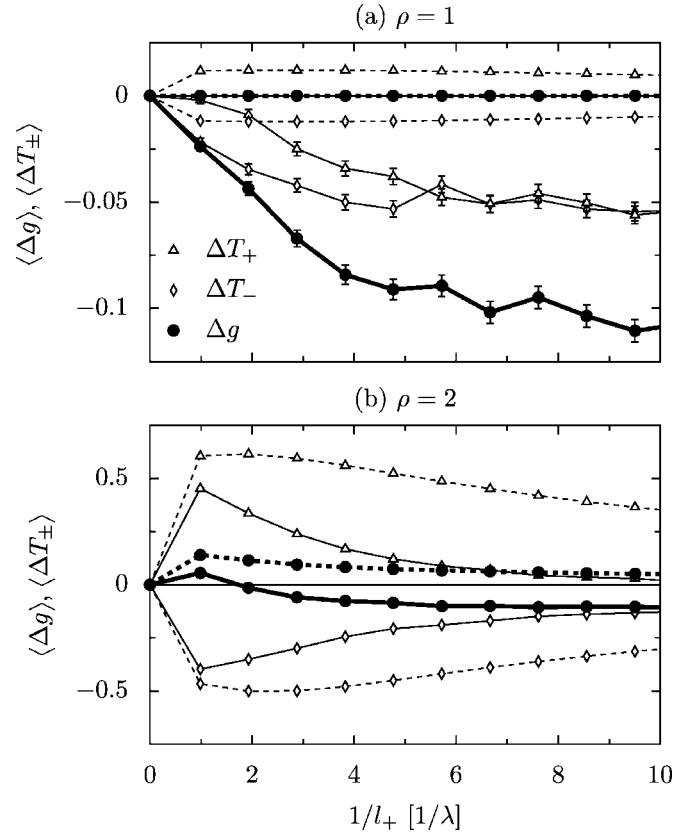 (a) ρ = 1
⟨Δg⟩, ⟨ΔT±⟩
0
−0.05
−0.1
ΔT+
ΔT−
Δg
(b) ρ = 2
⟨Δg⟩, ⟨ΔT±⟩
0.5
0
−0.5
0 2 4 6 8 10
1/l+ [1/λ]